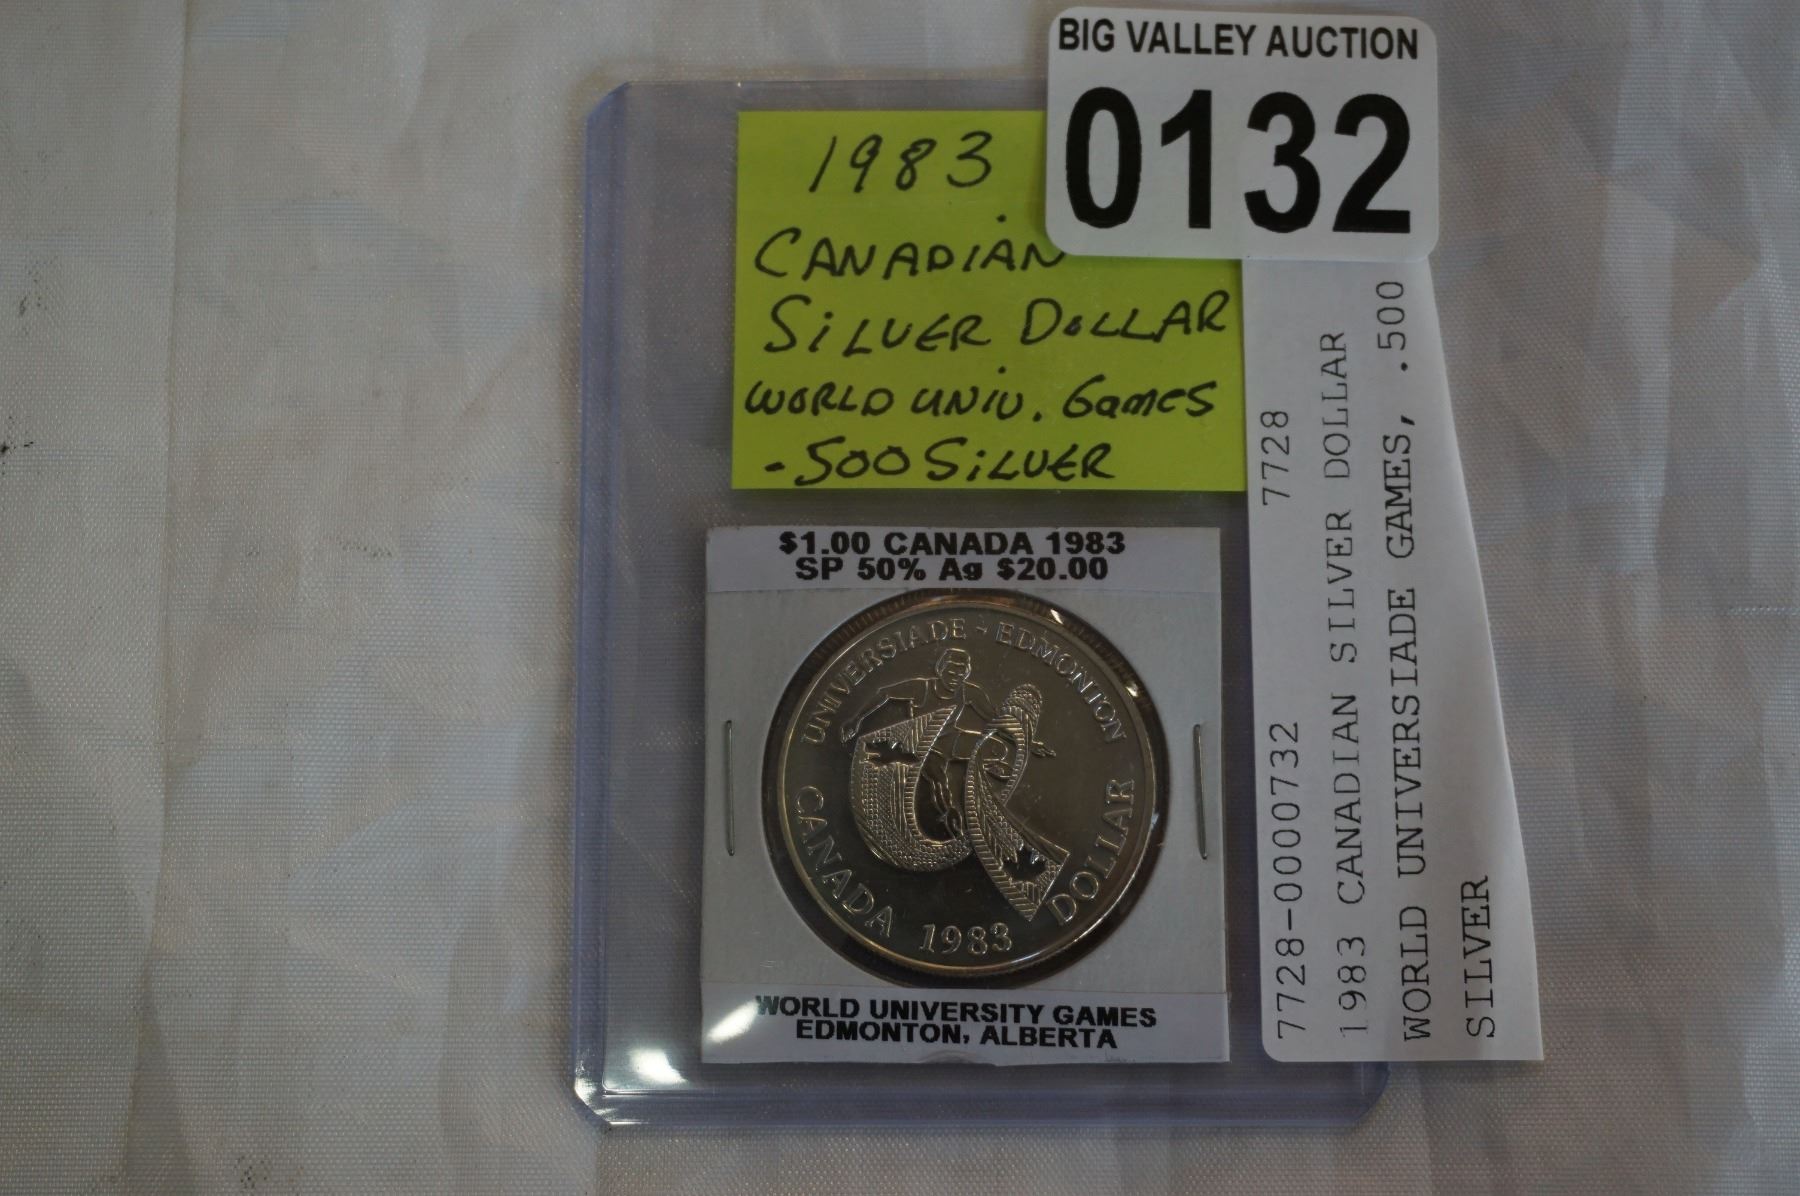 BIG VALLEY AUCTION
0132
1983
CANADIAN
SiLVER DOLLAR
WORLD UNIV. GamES
.500 SiLVER
$1.00 CANADA 1983
SP 50% Ag $20.00
UNIVERSIADE - EDMONTON
CANADA 1983 DOLLAR
WORLD UNIVERSITY GAMES
EDMONTON, ALBERTA
7728-0000732 7728
1983 CANADIAN SILVER DOLLAR
WORLD UNIVERSIADE GAMES, .500
SILVER